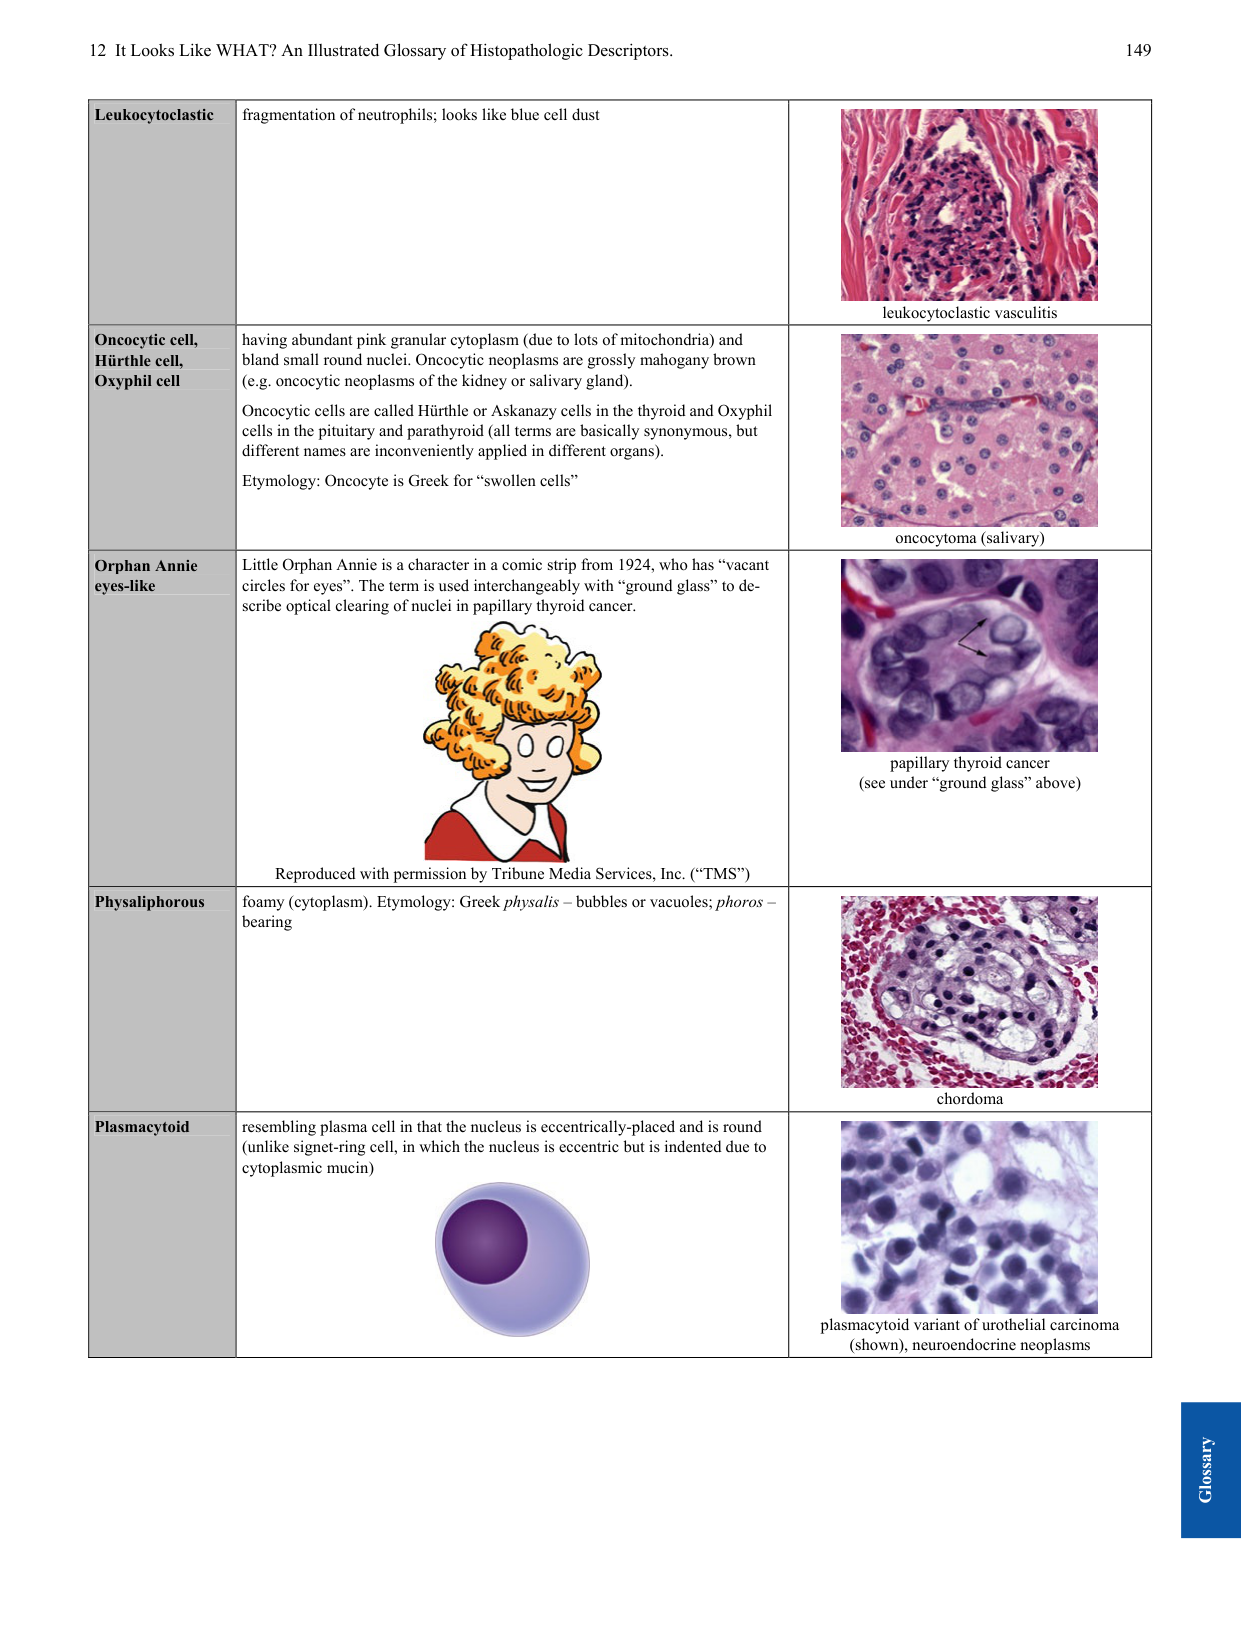 12 It Looks Like WHAT? An Illustrated Glossary of Histopathologic Descriptors.
149
Leukocytoclastic
fragmentation of neutrophils; looks like blue cell dust
leukocytoclastic vasculitis
Oncocytic cell,
Hürthle cell,
Oxyphil cell
having abundant pink granular cytoplasm (due to lots of mitochondria) and
bland small round nuclei. Oncocytic neoplasms are grossly mahogany brown
(e.g. oncocytic neoplasms of the kidney or salivary gland).
Oncocytic cells are called Hürthle or Askanazy cells in the thyroid and Oxyphil
cells in the pituitary and parathyroid (all terms are basically synonymous, but
different names are inconveniently applied in different organs).
Etymology: Oncocyte is Greek for “swollen cells”
oncocytoma (salivary)
Orphan Annie
eyes-like
Little Orphan Annie is a character in a comic strip from 1924, who has “vacant
circles for eyes”. The term is used interchangeably with “ground glass” to de-
scribe optical clearing of nuclei in papillary thyroid cancer.
Reproduced with permission by Tribune Media Services, Inc. (“TMS”)
papillary thyroid cancer
(see under “ground glass” above)
Physaliphorous
foamy (cytoplasm). Etymology: Greek physalis – bubbles or vacuoles; phoros –
bearing
chordoma
Plasmacytoid
resembling plasma cell in that the nucleus is eccentrically-placed and is round
(unlike signet-ring cell, in which the nucleus is eccentric but is indented due to
cytoplasmic mucin)
plasmacytoid variant of urothelial carcinoma
(shown), neuroendocrine neoplasms
Glossary